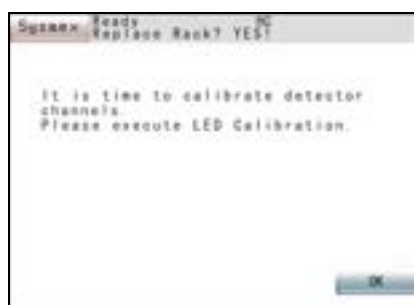 Sysmex Ready
Replace Rack? YES!
It is time to calibrate detector
channels.
Please execute LED Calibration.
OK